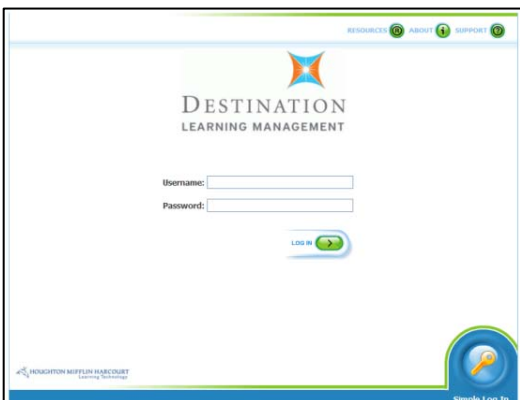 RESOURCES ABOUT SUPPORT
DESTINATION
LEARNING MANAGEMENT
Username:
Password:
LOG IN
HOUGHTON MIFFLIN HARCOURT
Learning Technology
Simple Log In